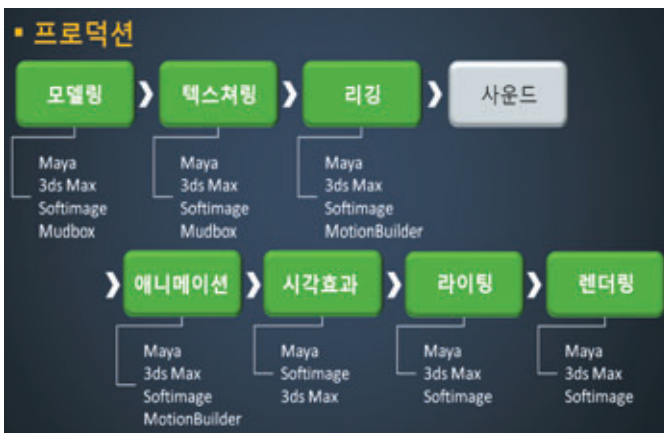 프로덕션
모델링
텍스쳐링
리깅
사운드
Maya
3ds Max
Softimage
Mudbox
Maya
3ds Max
Softimage
Mudbox
Maya
3ds Max
Softimage
MotionBuilder
애니메이션
시각효과
라이팅
렌더링
Maya
3ds Max
Softimage
MotionBuilder
Maya
Softimage
3ds Max
Maya
3ds Max
Softimage
Maya
3ds Max
Softimage